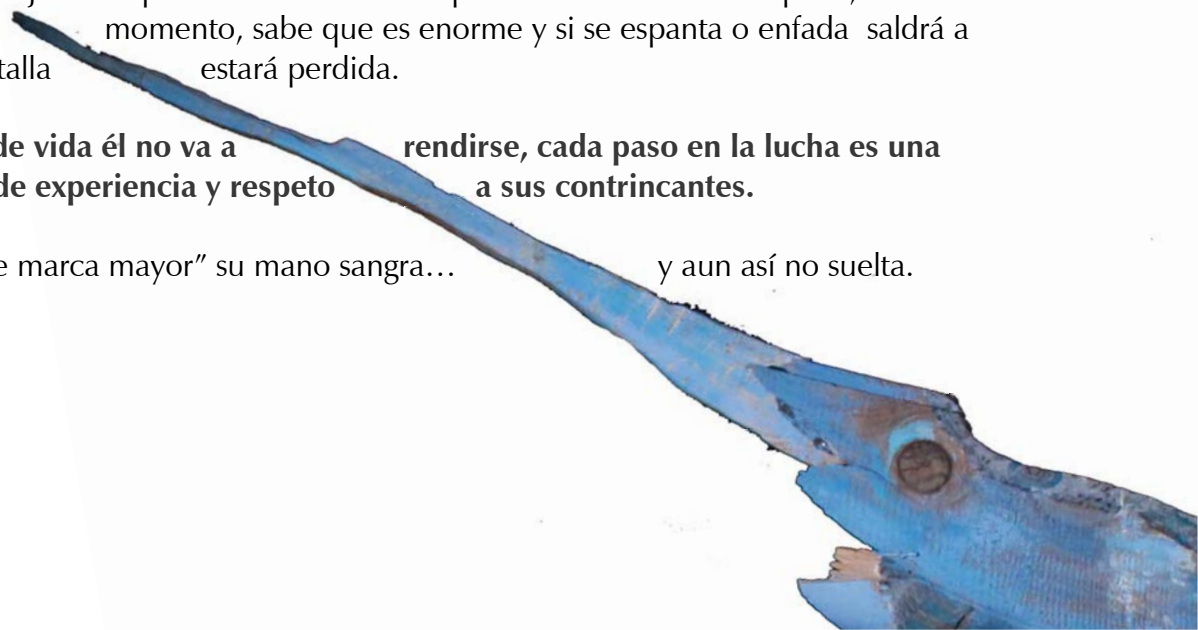 momento, sabe que es enorme y si se espanta o enfada saldrá a
talla estará perdida.
de vida él no va a rendirse, cada paso en la lucha es una
de experiencia y respeto a sus contrincantes.
e marca mayor” su mano sangra… y aun así no suelta.